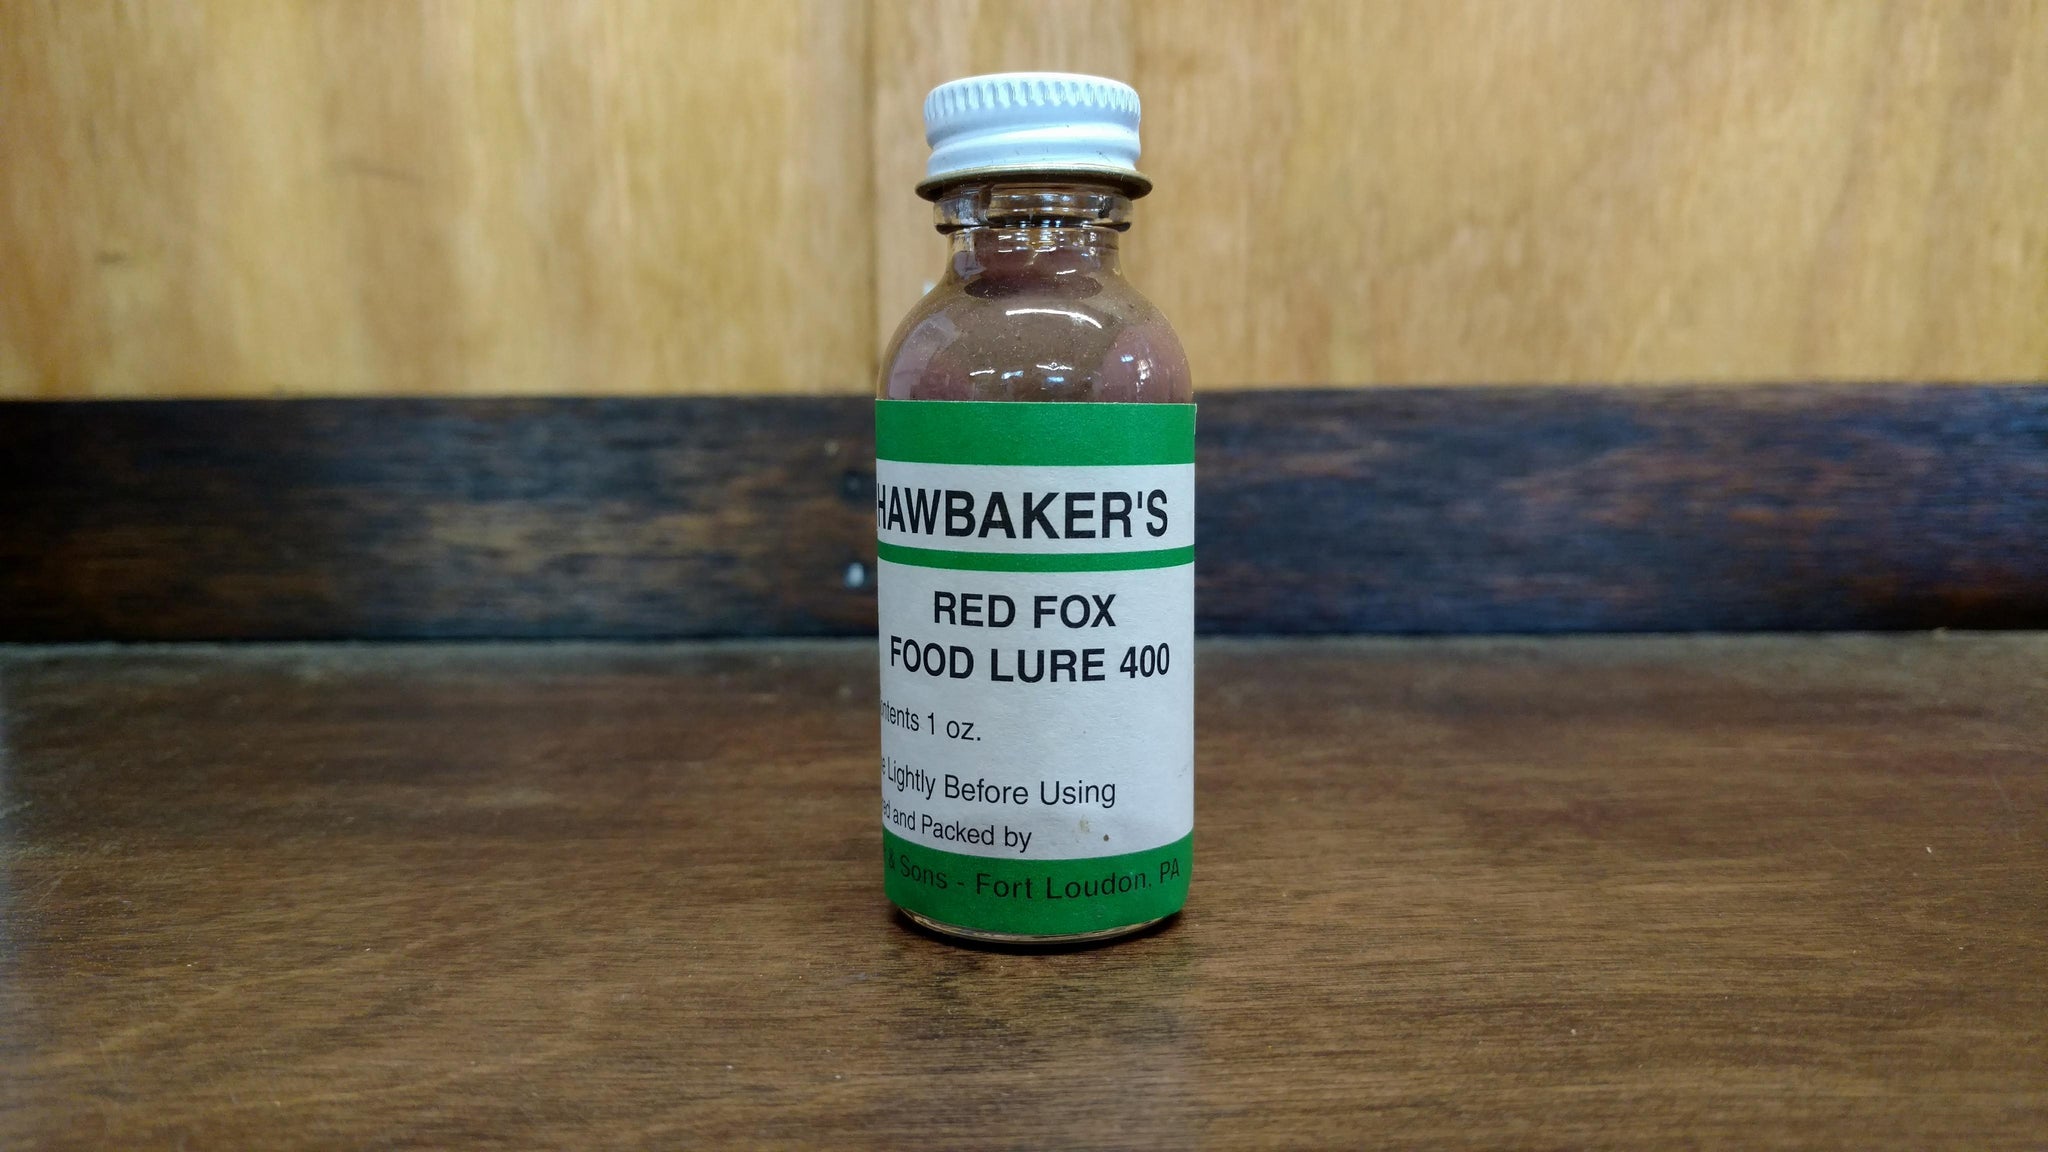 HAWBAKER'S
RED FOX
FOOD LURE 400
ntents 1 oz.
e Lightly Before Using
ed and Packed by
& Sons - Fort Loudon, PA